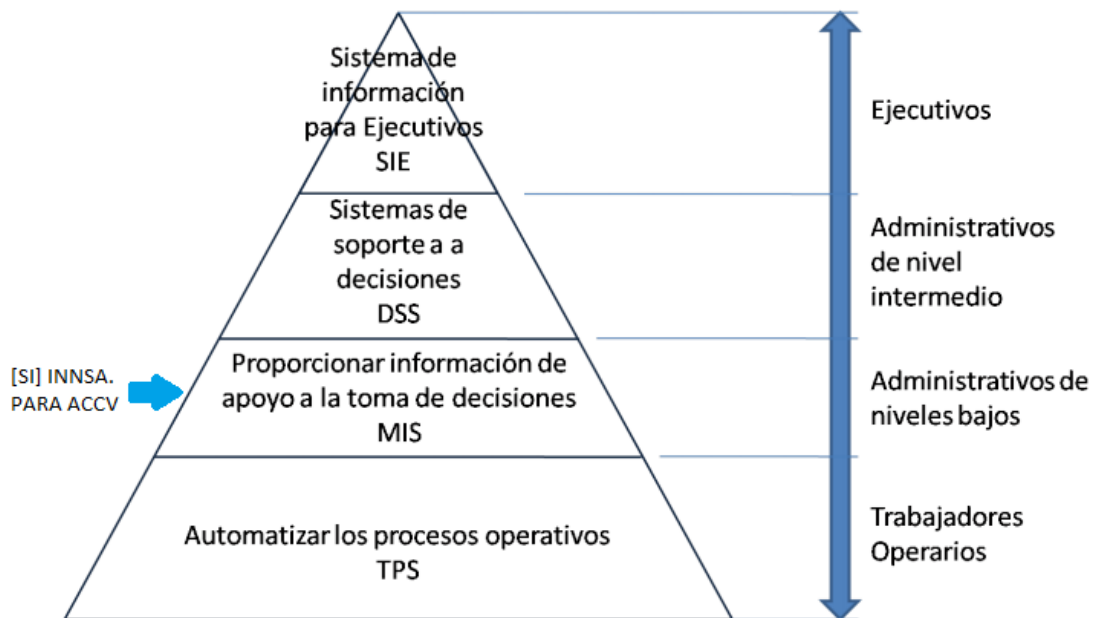 Sistema de
información
para Ejecutivos
SIE
Ejecutivos
Sistemas de
soporte a a
decisiones
DSS
Administrativos
de nivel
intermedio
[SI] INNSA.
PARA ACCV
Proporcionar información de
apoyo a la toma de decisiones
MIS
Administrativos de
niveles bajos
Automatizar los procesos operativos
TPS
Trabajadores
Operarios